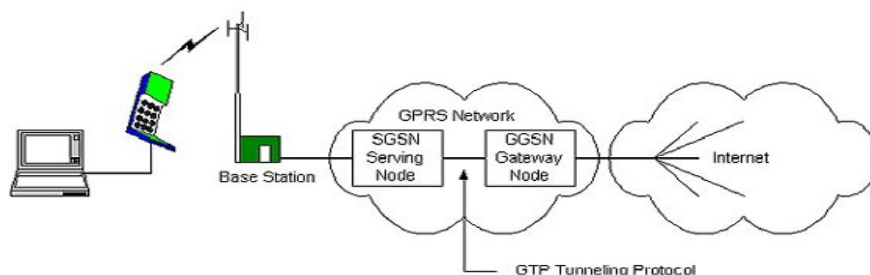 GPRS Network
SGSN
Serving
Node
GGSN
Gateway
Node
Internet
Base Station
GTP Tunneling Protocol